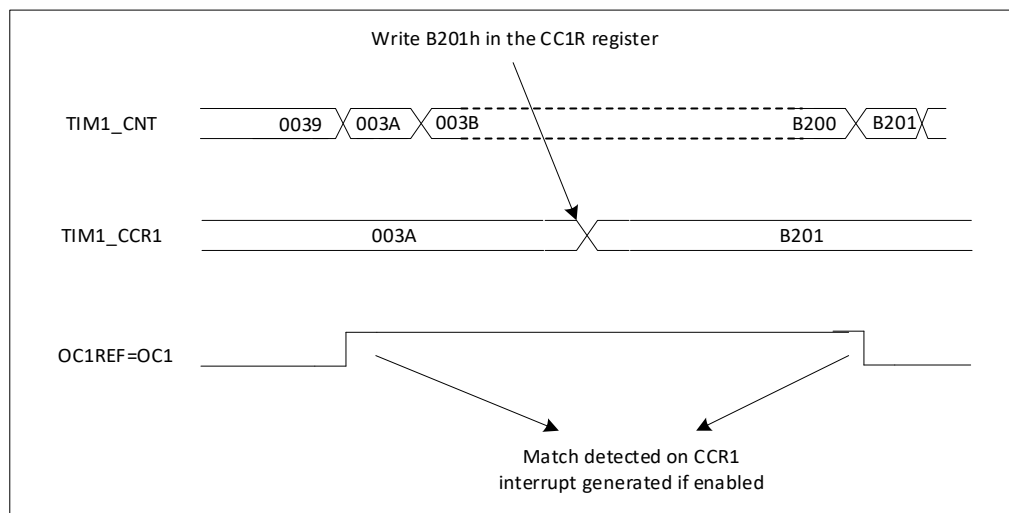 Write B201h in the CC1R register
TIM1_CNT 0039 003A 003B B200 B201
TIM1_CCR1 003A B201
OC1REF=OC1
Match detected on CCR1
interrupt generated if enabled